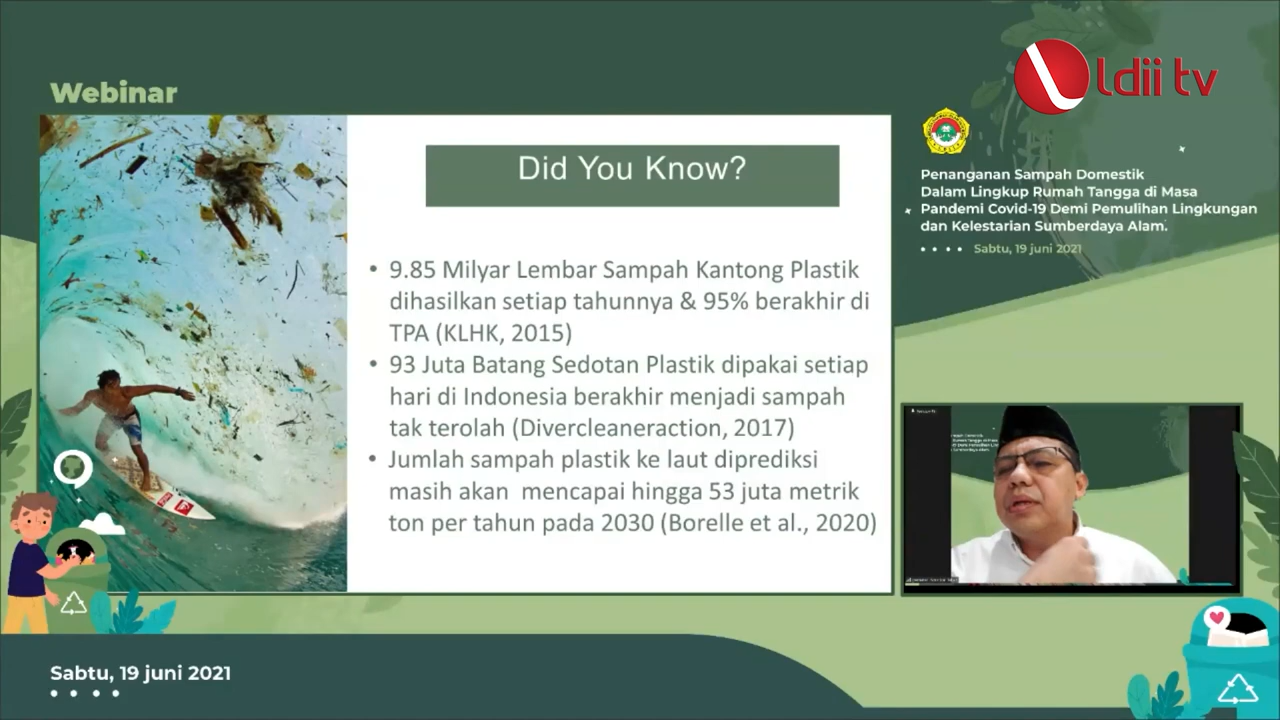 Webinar
ldii tv
Penanganan Sampah Domestik
Dalam Lingkup Rumah Tangga di Masa
Pandemi Covid-19 Demi Pemulihan Lingkungan
dan Kelestarian Sumberdaya Alam.
Sabtu, 19 juni 2021
Did You Know?
• 9.85 Milyar Lembar Sampah Kantong Plastik
dihasilkan setiap tahunnya & 95% berakhir di
TPA (KLHK, 2015)
• 93 Juta Batang Sedotan Plastik dipakai setiap
hari di Indonesia berakhir menjadi sampah
tak terolah (Divercleaneraction, 2017)
• Jumlah sampah plastik ke laut diprediksi
masih akan  mencapai hingga 53 juta metrik
ton per tahun pada 2030 (Borelle et al., 2020)
Sabtu, 19 juni 2021